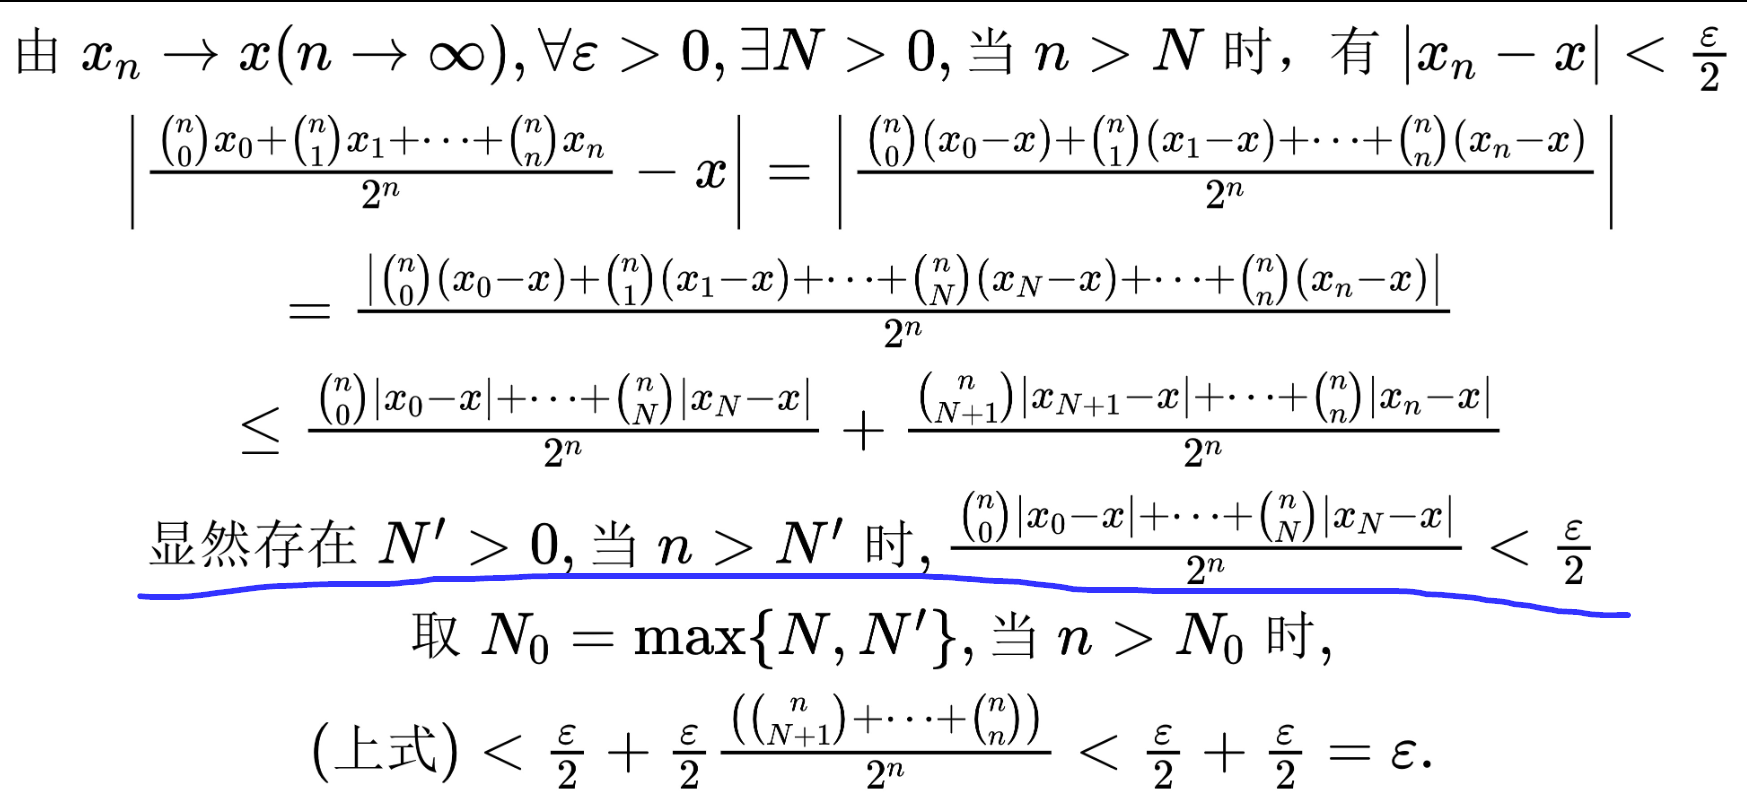 由 $x_n \to x(n \to \infty), \forall \varepsilon > 0, \exists N > 0,$ 当 $n > N$ 时，有 $|x_n - x| < \frac{\varepsilon}{2}$
$\left| \frac{\binom{n}{0}x_0+\binom{n}{1}x_1+\cdots+\binom{n}{n}x_n}{2^n} - x \right| = \left| \frac{\binom{n}{0}(x_0-x)+\binom{n}{1}(x_1-x)+\cdots+\binom{n}{n}(x_n-x)}{2^n} \right|$
$= \frac{\left|\binom{n}{0}(x_0-x)+\binom{n}{1}(x_1-x)+\cdots+\binom{n}{N}(x_N-x)+\cdots+\binom{n}{n}(x_n-x)\right|}{2^n}$
$\leq \frac{\binom{n}{0}|x_0-x|+\cdots+\binom{n}{N}|x_N-x|}{2^n} + \frac{\binom{n}{N+1}|x_{N+1}-x|+\cdots+\binom{n}{n}|x_n-x|}{2^n}$
显然存在 $N' > 0,$ 当 $n > N'$ 时, $\frac{\binom{n}{0}|x_0-x|+\cdots+\binom{n}{N}|x_N-x|}{2^n} < \frac{\varepsilon}{2}$
取 $N_0 = \max\{N, N'\},$ 当 $n > N_0$ 时,
(上式) $< \frac{\varepsilon}{2} + \frac{\varepsilon}{2} \frac{\left(\binom{n}{N+1}+\cdots+\binom{n}{n}\right)}{2^n} < \frac{\varepsilon}{2} + \frac{\varepsilon}{2} = \varepsilon.$